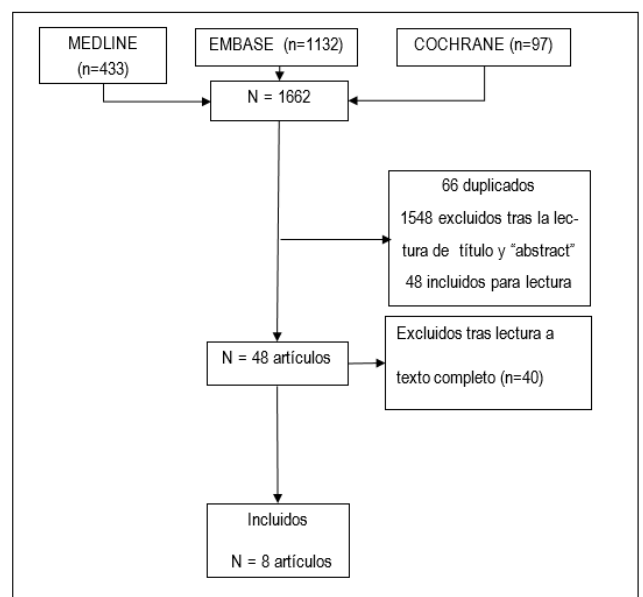 MEDLINE
(n=433)
EMBASE (n=1132)
COCHRANE (n=97)
N = 1662
66 duplicados
1548 excluidos tras la lec-
tura de título y “abstract”
48 incluidos para lectura
N = 48 artículos
Excluidos tras lectura a
texto completo (n=40)
Incluidos
N = 8 artículos